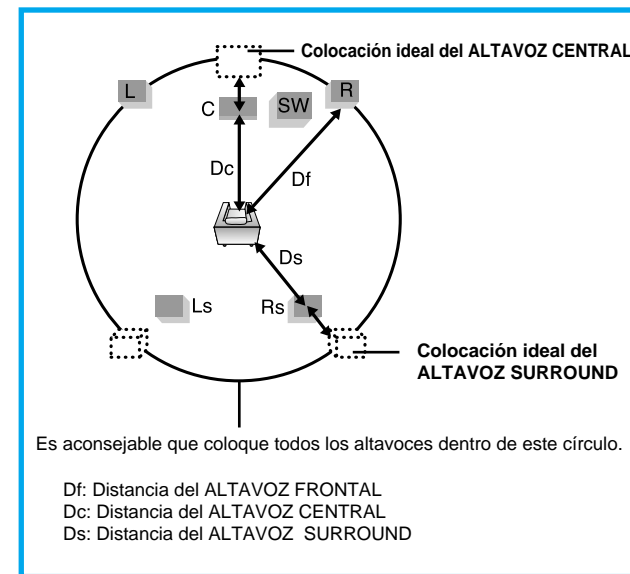 Colocación ideal del ALTAVOZ CENTRAL
L
C
SW
R
Dc
Df
Ds
Ls
Rs
Colocación ideal del
ALTAVOZ SURROUND
Es aconsejable que coloque todos los altavoces dentro de este círculo.
Df: Distancia del ALTAVOZ FRONTAL
Dc: Distancia del ALTAVOZ CENTRAL
Ds: Distancia del ALTAVOZ SURROUND